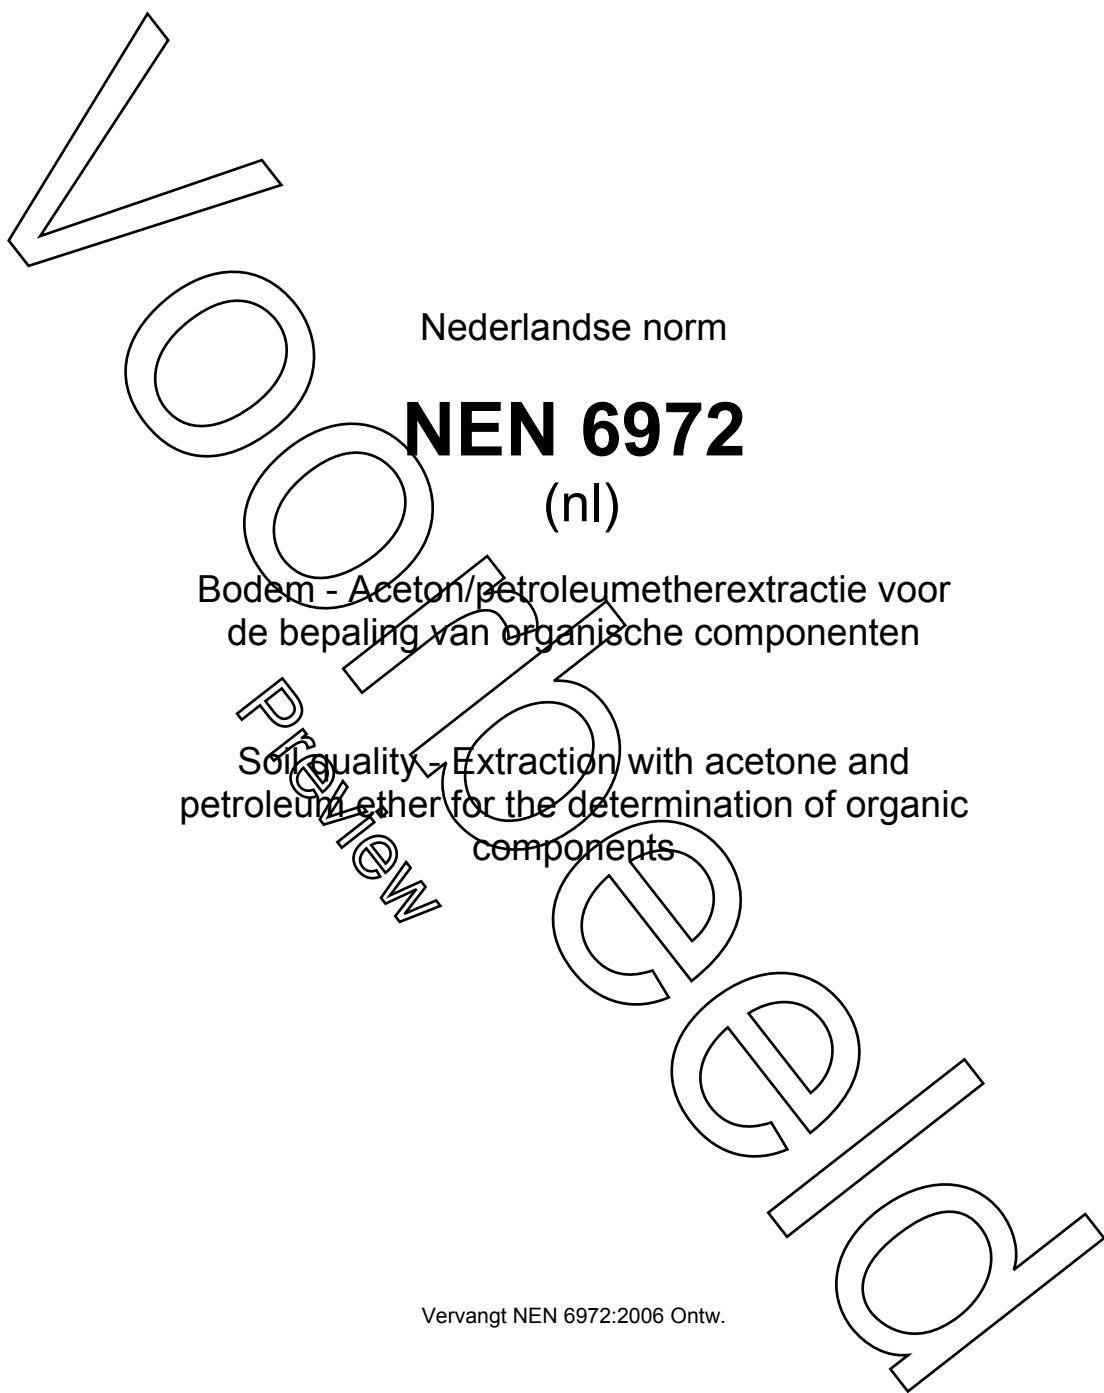 Nederlandse norm
NEN 6972
(nl)
Bodem - Aceton/petroleumetherextractie voor
de bepaling van organische componenten
Soil quality - Extraction with acetone and
petroleum ether for the determination of organic
components
Vervangt NEN 6972:2006 Ontw.
Voorbeeld
Preview